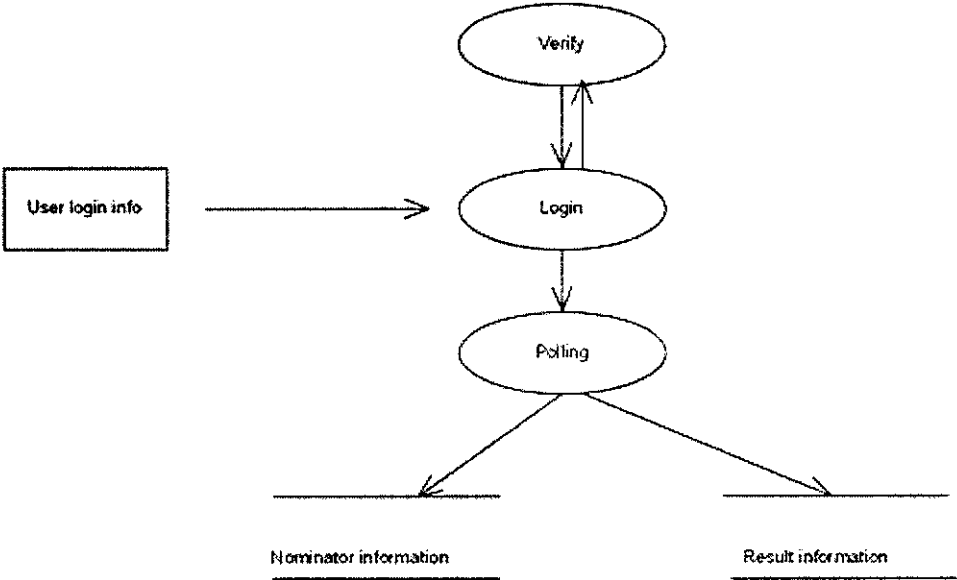 Verify
User login info
Login
Polling
Nominator information
Result information